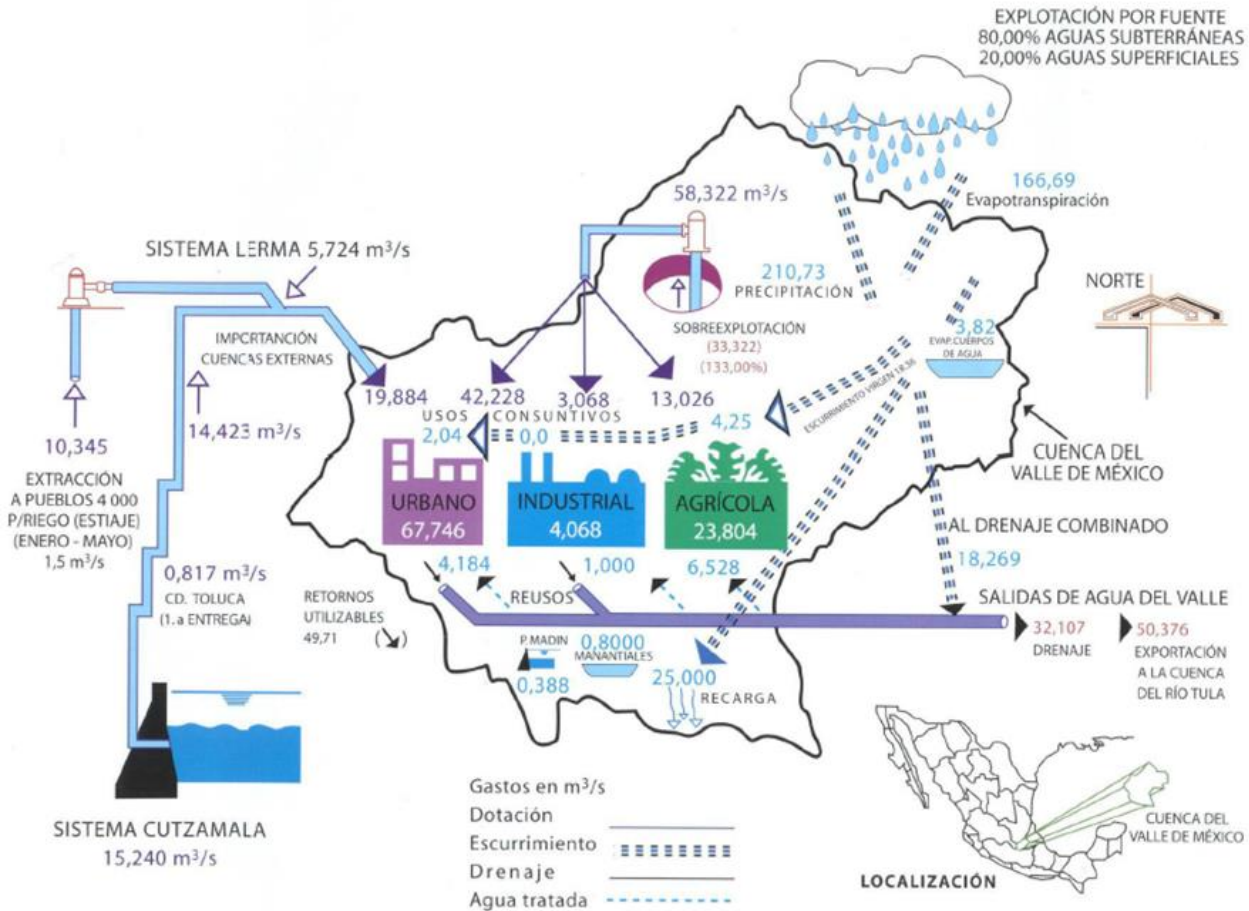 EXPLOTACIÓN POR FUENTE
80,00% AGUAS SUBTERRÁNEAS
20,00% AGUAS SUPERFICIALES
166,69
Evapotranspiración
58,322 m³/s
SISTEMA LERMA 5,724 m³/s
210,73
PRECIPITACIÓN
NORTE
SOBREEXPLOTACIÓN
(33,322)
(133,00%)
3,82
EVAP. CUERPOS
DE AGUA
IMPORTANCIÓN
CUENCAS EXTERNAS
ESCURRIMIENTO VIRGEN
19,884
42,228
3,068
13,026
USOS CONSUNTIVOS
2,04
0,0
4,25
10,345
14,423 m³/s
EXTRACCIÓN
A PUEBLOS 4 000
P/RIEGO (ESTIAJE)
(ENERO - MAYO)
1,5 m³/s
CUENCA DEL
VALLE DE MÉXICO
URBANO
67,746
INDUSTRIAL
4,068
AGRÍCOLA
23,804
AL DRENAJE COMBINADO
18,269
4,184
1,000
6,528
0,817 m³/s
CD. TOLUCA
(1.a ENTREGA)
RETORNOS
UTILIZABLES
49,71
REUSOS
SALIDAS DE AGUA DEL VALLE
32,107
DRENAJE
50,376
EXPORTACIÓN
A LA CUENCA
DEL RÍO TULA
P. MADIN
0,388
0,8000
MANANTIALES
25,000
RECARGA
SISTEMA CUTZAMALA
15,240 m³/s
Gastos en m³/s
Dotación
Escurrimiento
Drenaje
Agua tratada
CUENCA DEL
VALLE DE MÉXICO
LOCALIZACIÓN